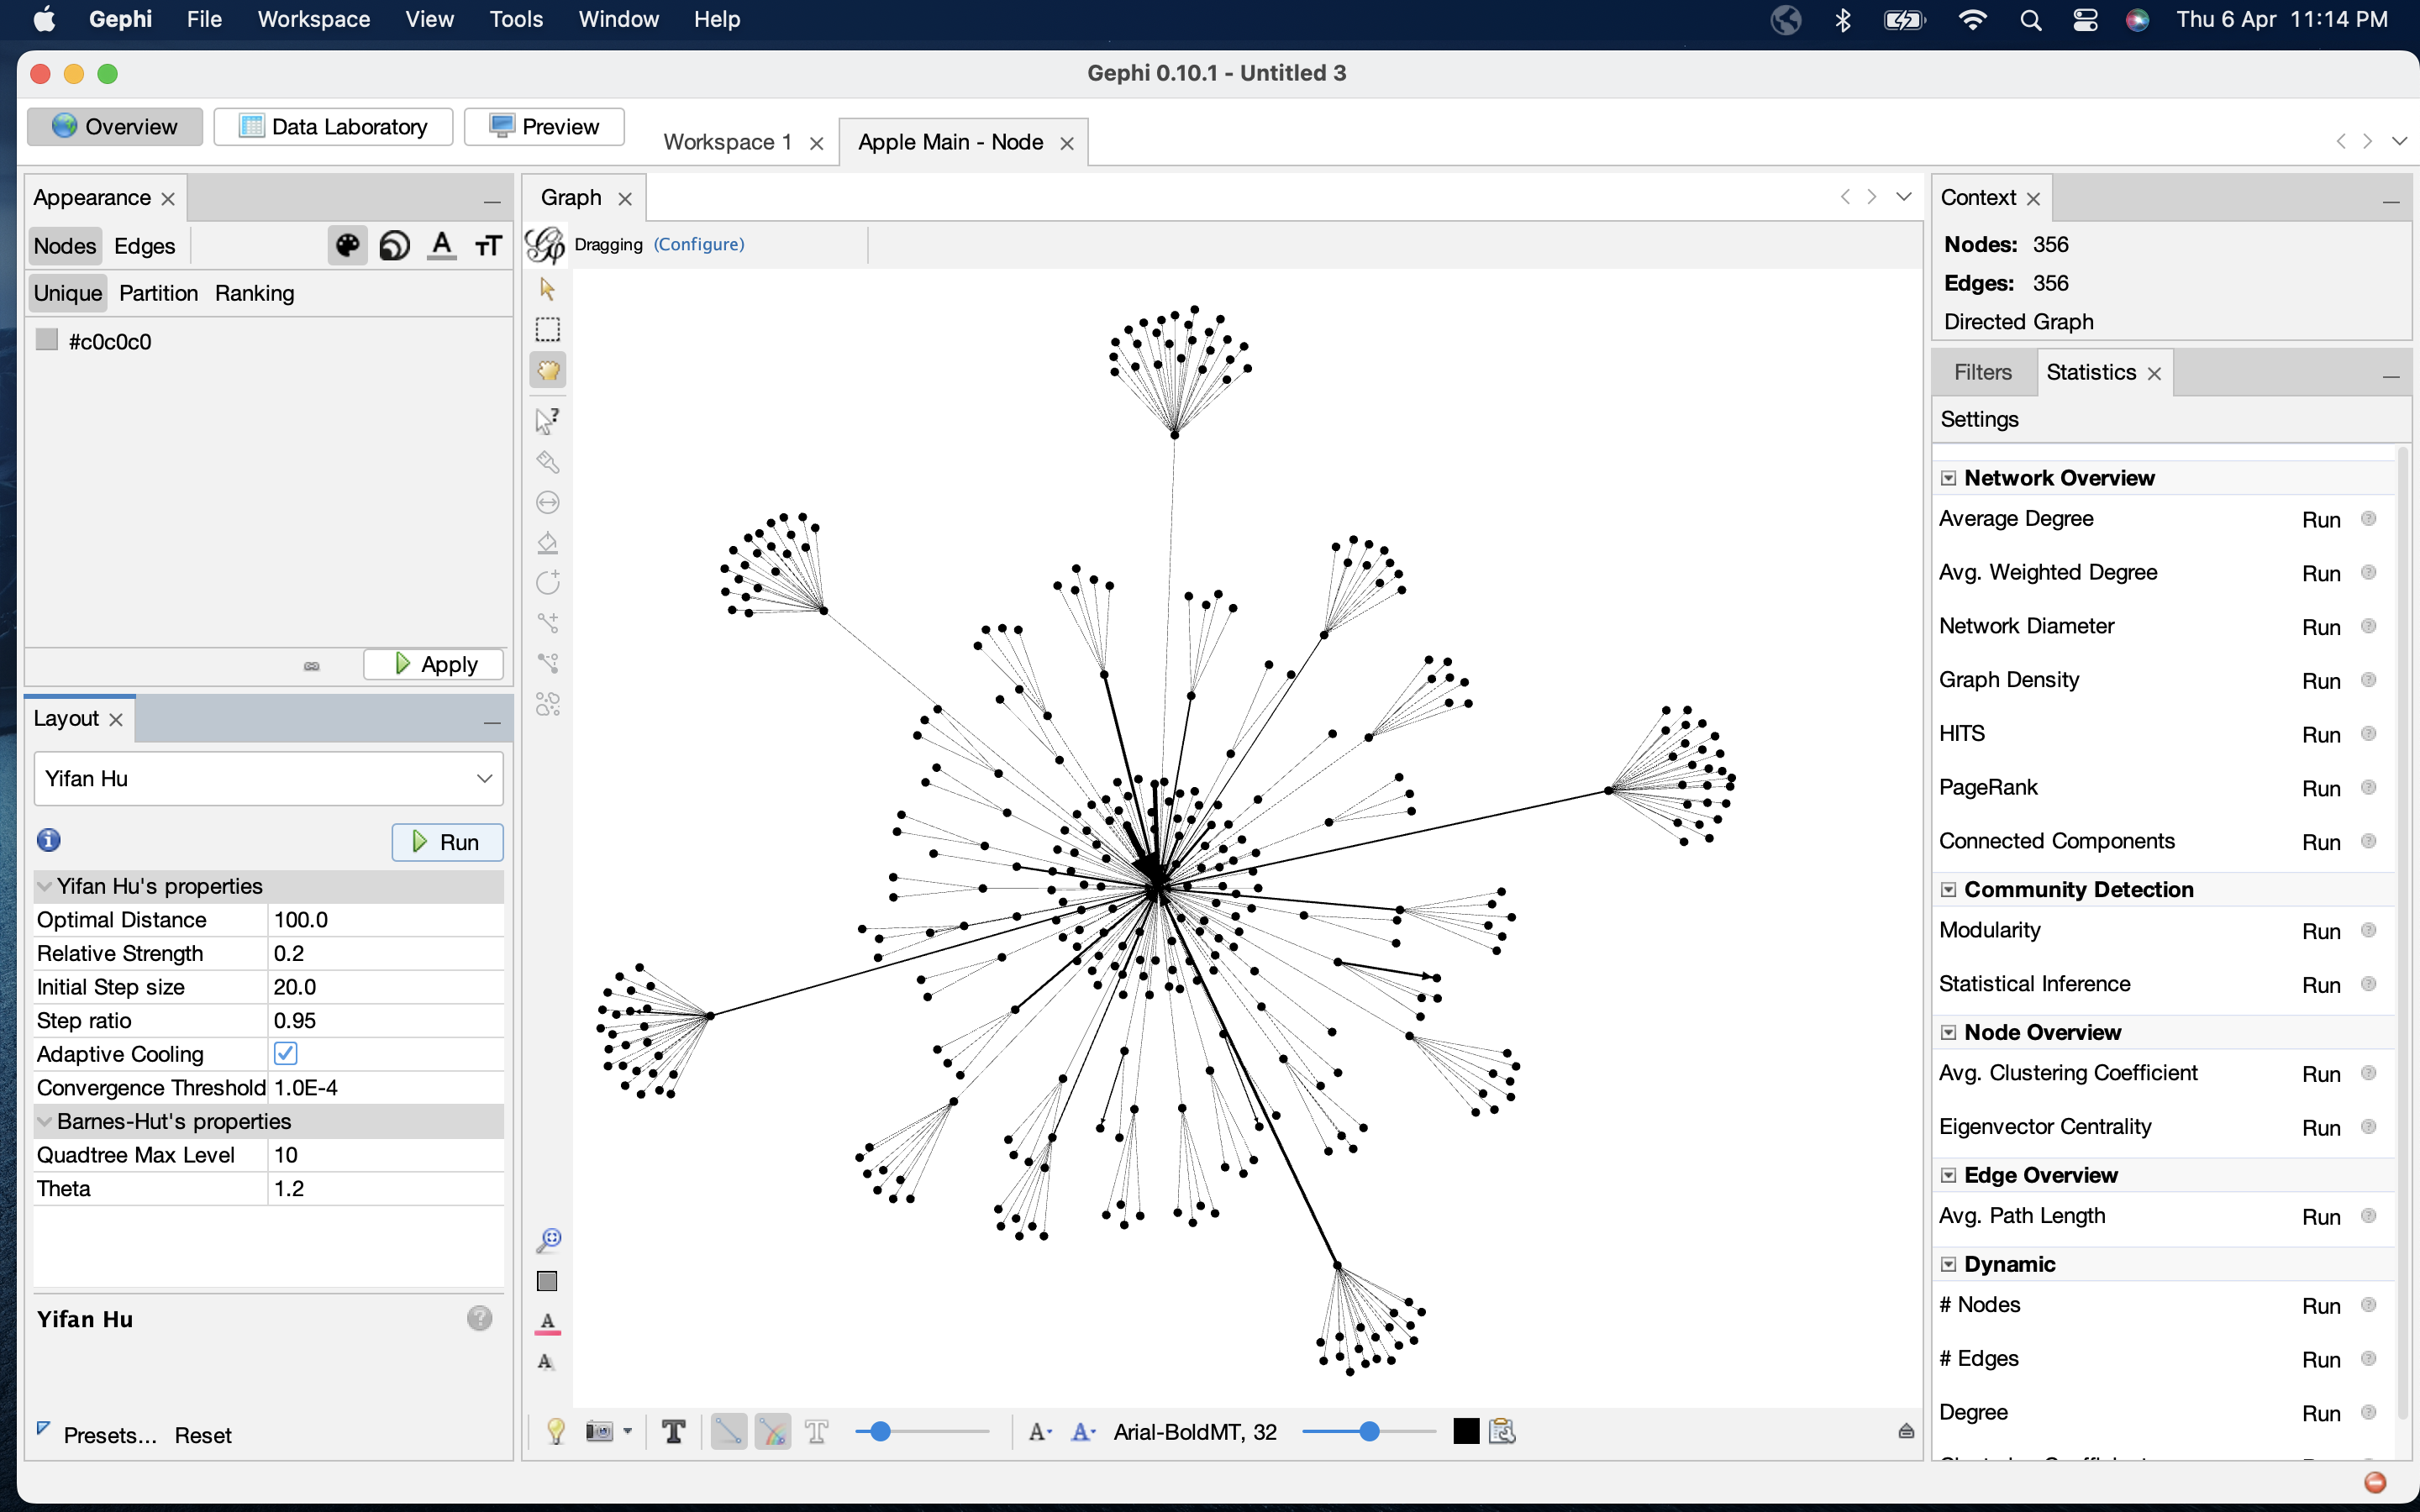 Gephi File Workspace View Tools Window Help Thu 6 Apr 11:14 PM
Gephi 0.10.1 - Untitled 3
Overview Data Laboratory Preview
Workspace 1 Apple Main - Node
Appearance
Nodes Edges A TT
Unique Partition Ranking
#c0c0c0
Apply
Layout
Yifan Hu
Run
Yifan Hu's properties
Optimal Distance 100.0
Relative Strength 0.2
Initial Step size 20.0
Step ratio 0.95
Adaptive Cooling
Convergence Threshold 1.0E-4
Barnes-Hut's properties
Quadtree Max Level 10
Theta 1.2
Yifan Hu
Presets... Reset
Graph
Dragging (Configure)
A
A
T T A A Arial-BoldMT, 32
Context
Nodes: 356
Edges: 356
Directed Graph
Filters Statistics
Settings
Network Overview
Average Degree Run
Avg. Weighted Degree Run
Network Diameter Run
Graph Density Run
HITS Run
PageRank Run
Connected Components Run
Community Detection
Modularity Run
Statistical Inference Run
Node Overview
Avg. Clustering Coefficient Run
Eigenvector Centrality Run
Edge Overview
Avg. Path Length Run
Dynamic
# Nodes Run
# Edges Run
Degree Run